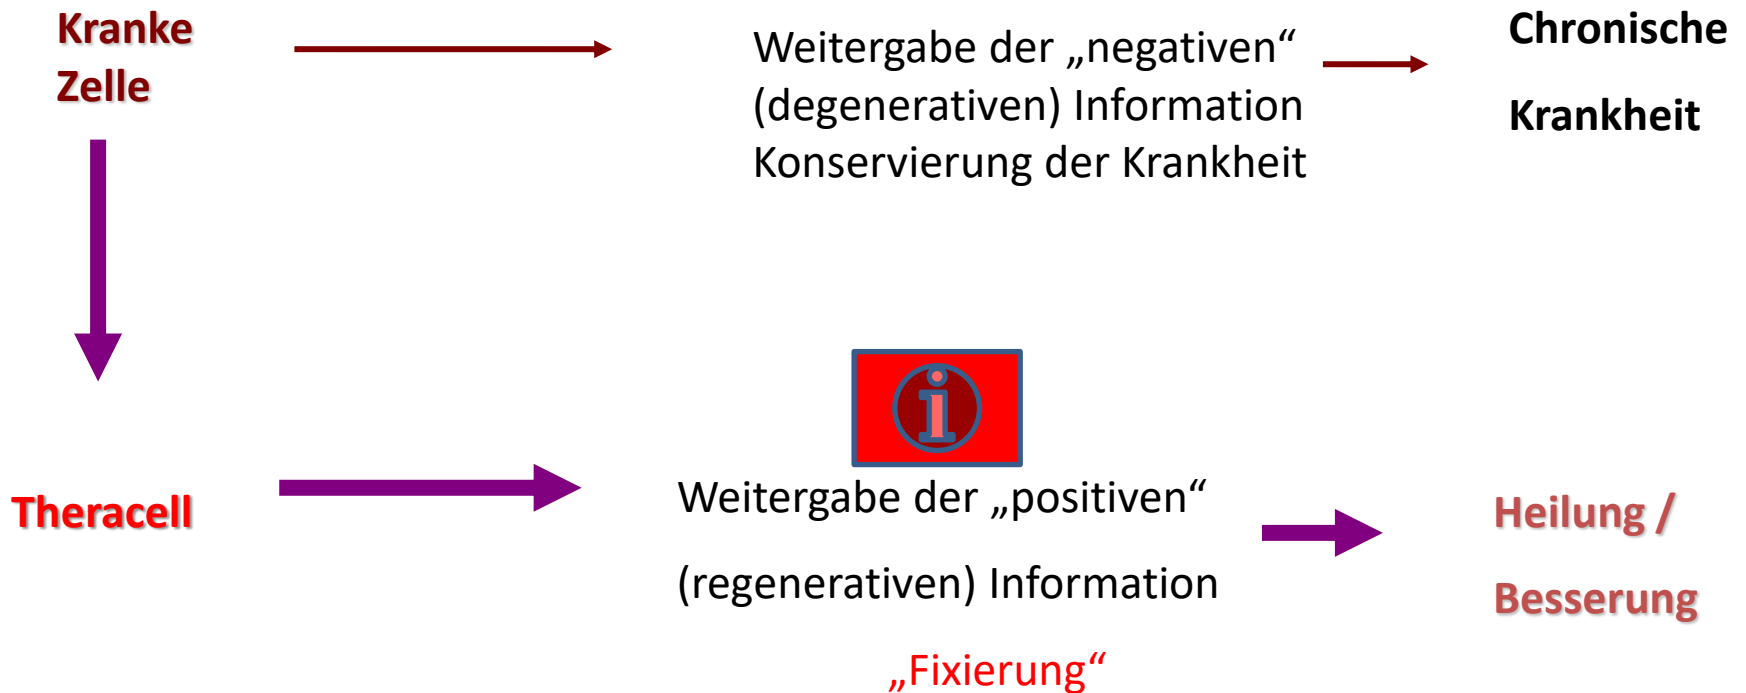 Kranke
Zelle
Weitergabe der „negativen“
(degenerativen) Information
Konservierung der Krankheit
Chronische
Krankheit
i
Theracell
Weitergabe der „positiven“
(regenerativen) Information
„Fixierung“
Heilung /
Besserung